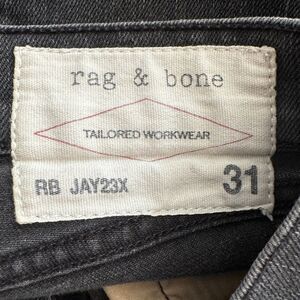 rag & bone
TAILORED WORKWEAR
RB JAY23X 31